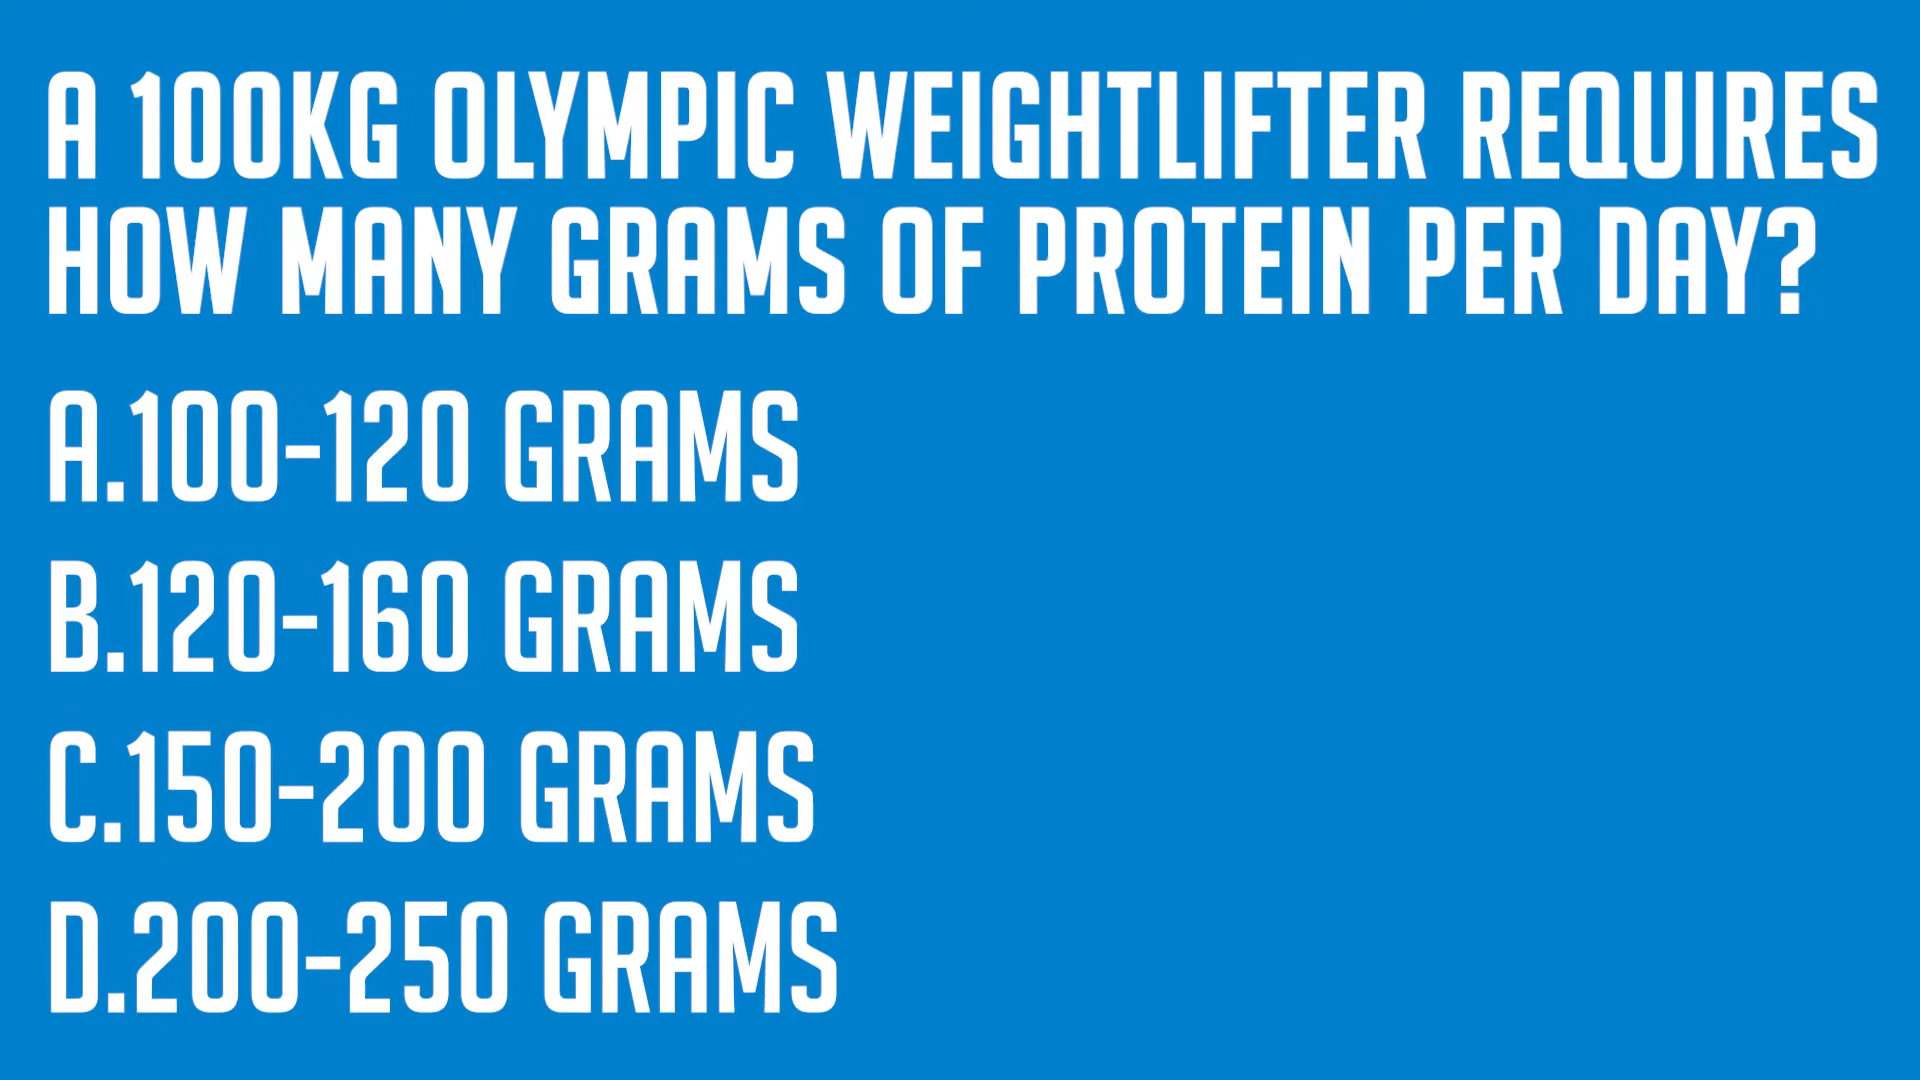 A 100KG OLYMPIC WEIGHTLIFTER REQUIRES
HOW MANY GRAMS OF PROTEIN PER DAY?
A.100-120 GRAMS
B.120-160 GRAMS
C.150-200 GRAMS
D.200-250 GRAMS